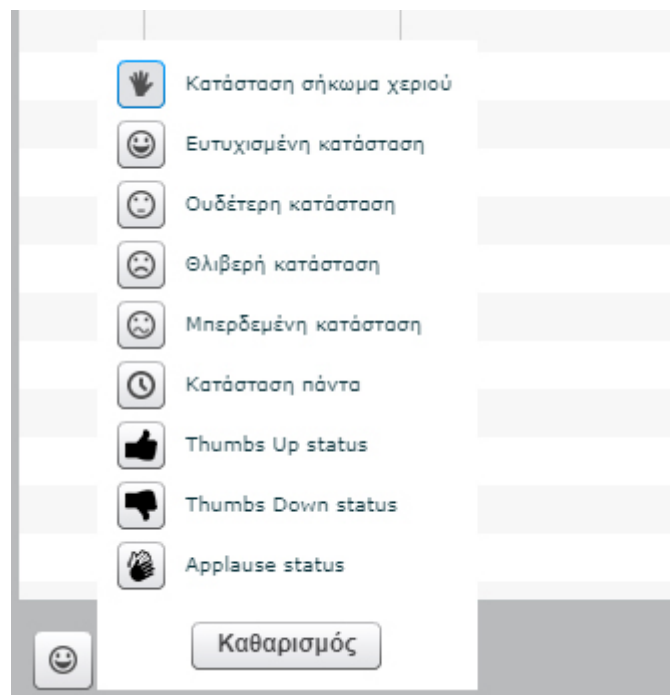 Κατάσταση σήκωμα χεριού
Ευτυχισμένη κατάσταση
Ουδέτερη κατάσταση
Θλιβερή κατάσταση
Μπερδεμένη κατάσταση
Κατάσταση πάντα
Thumbs Up status
Thumbs Down status
Applause status
Καθαρισμός